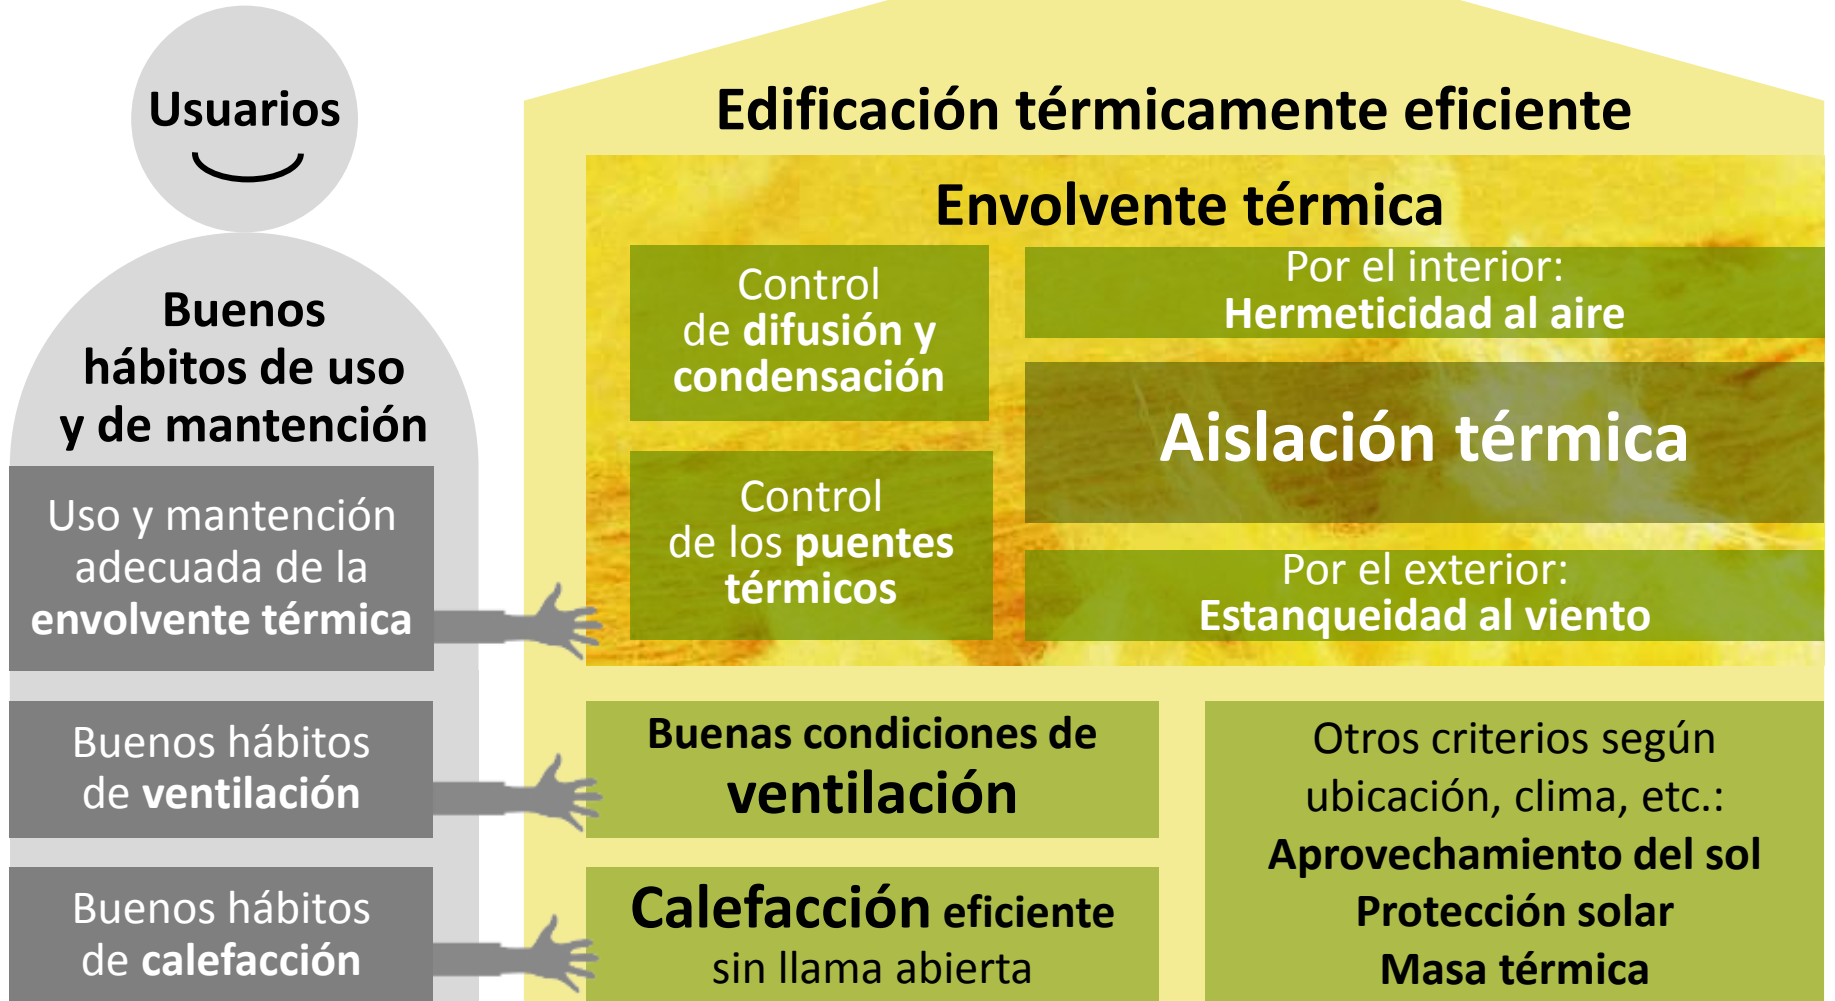 Usuarios
Buenos
hábitos de uso
y de mantención
Uso y mantención
adecuada de la
envolvente térmica
Buenos hábitos
de ventilación
Buenos hábitos
de calefacción
Edificación térmicamente eficiente
Envolvente térmica
Control
de difusión y
condensación
Control
de los puentes
térmicos
Por el interior:
Hermeticidad al aire
Aislación térmica
Por el exterior:
Estanqueidad al viento
Buenas condiciones de
ventilación
Calefacción eficiente
sin llama abierta
Otros criterios según
ubicación, clima, etc.:
Aprovechamiento del sol
Protección solar
Masa térmica